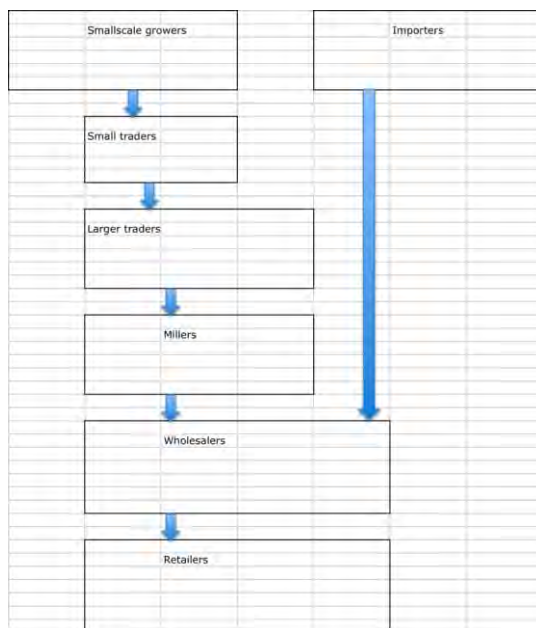 Smallscale growers
Importers
Small traders
Larger traders
Millers
Wholesalers
Retailers